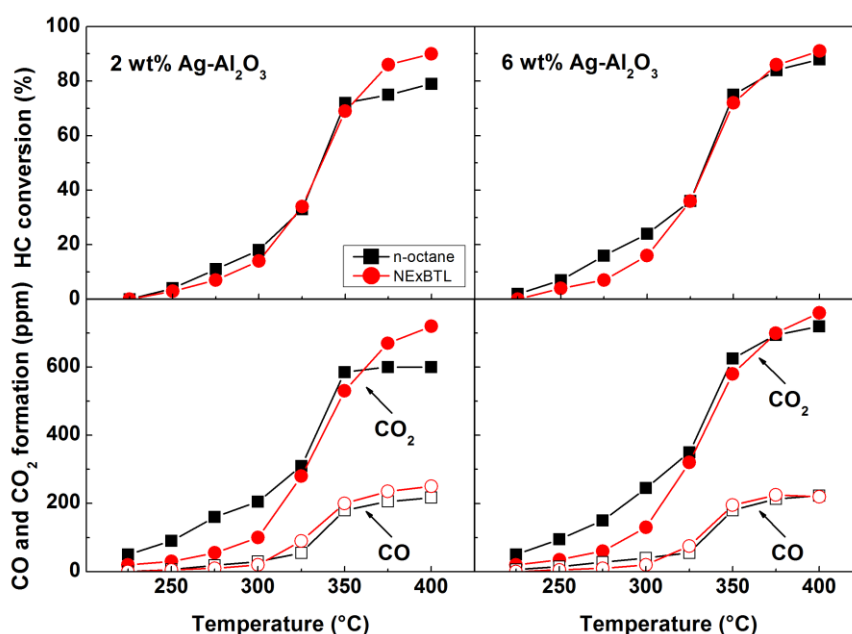 HC conversion (%)
100
80
60
40
20
0
2 wt% Ag-Al₂O₃
6 wt% Ag-Al₂O₃
n-octane
NExBTL
CO and CO₂ formation (ppm)
600
400
200
0
CO₂
CO
CO₂
CO
250 300 350 400
250 300 350 400
Temperature (°C)
Temperature (°C)